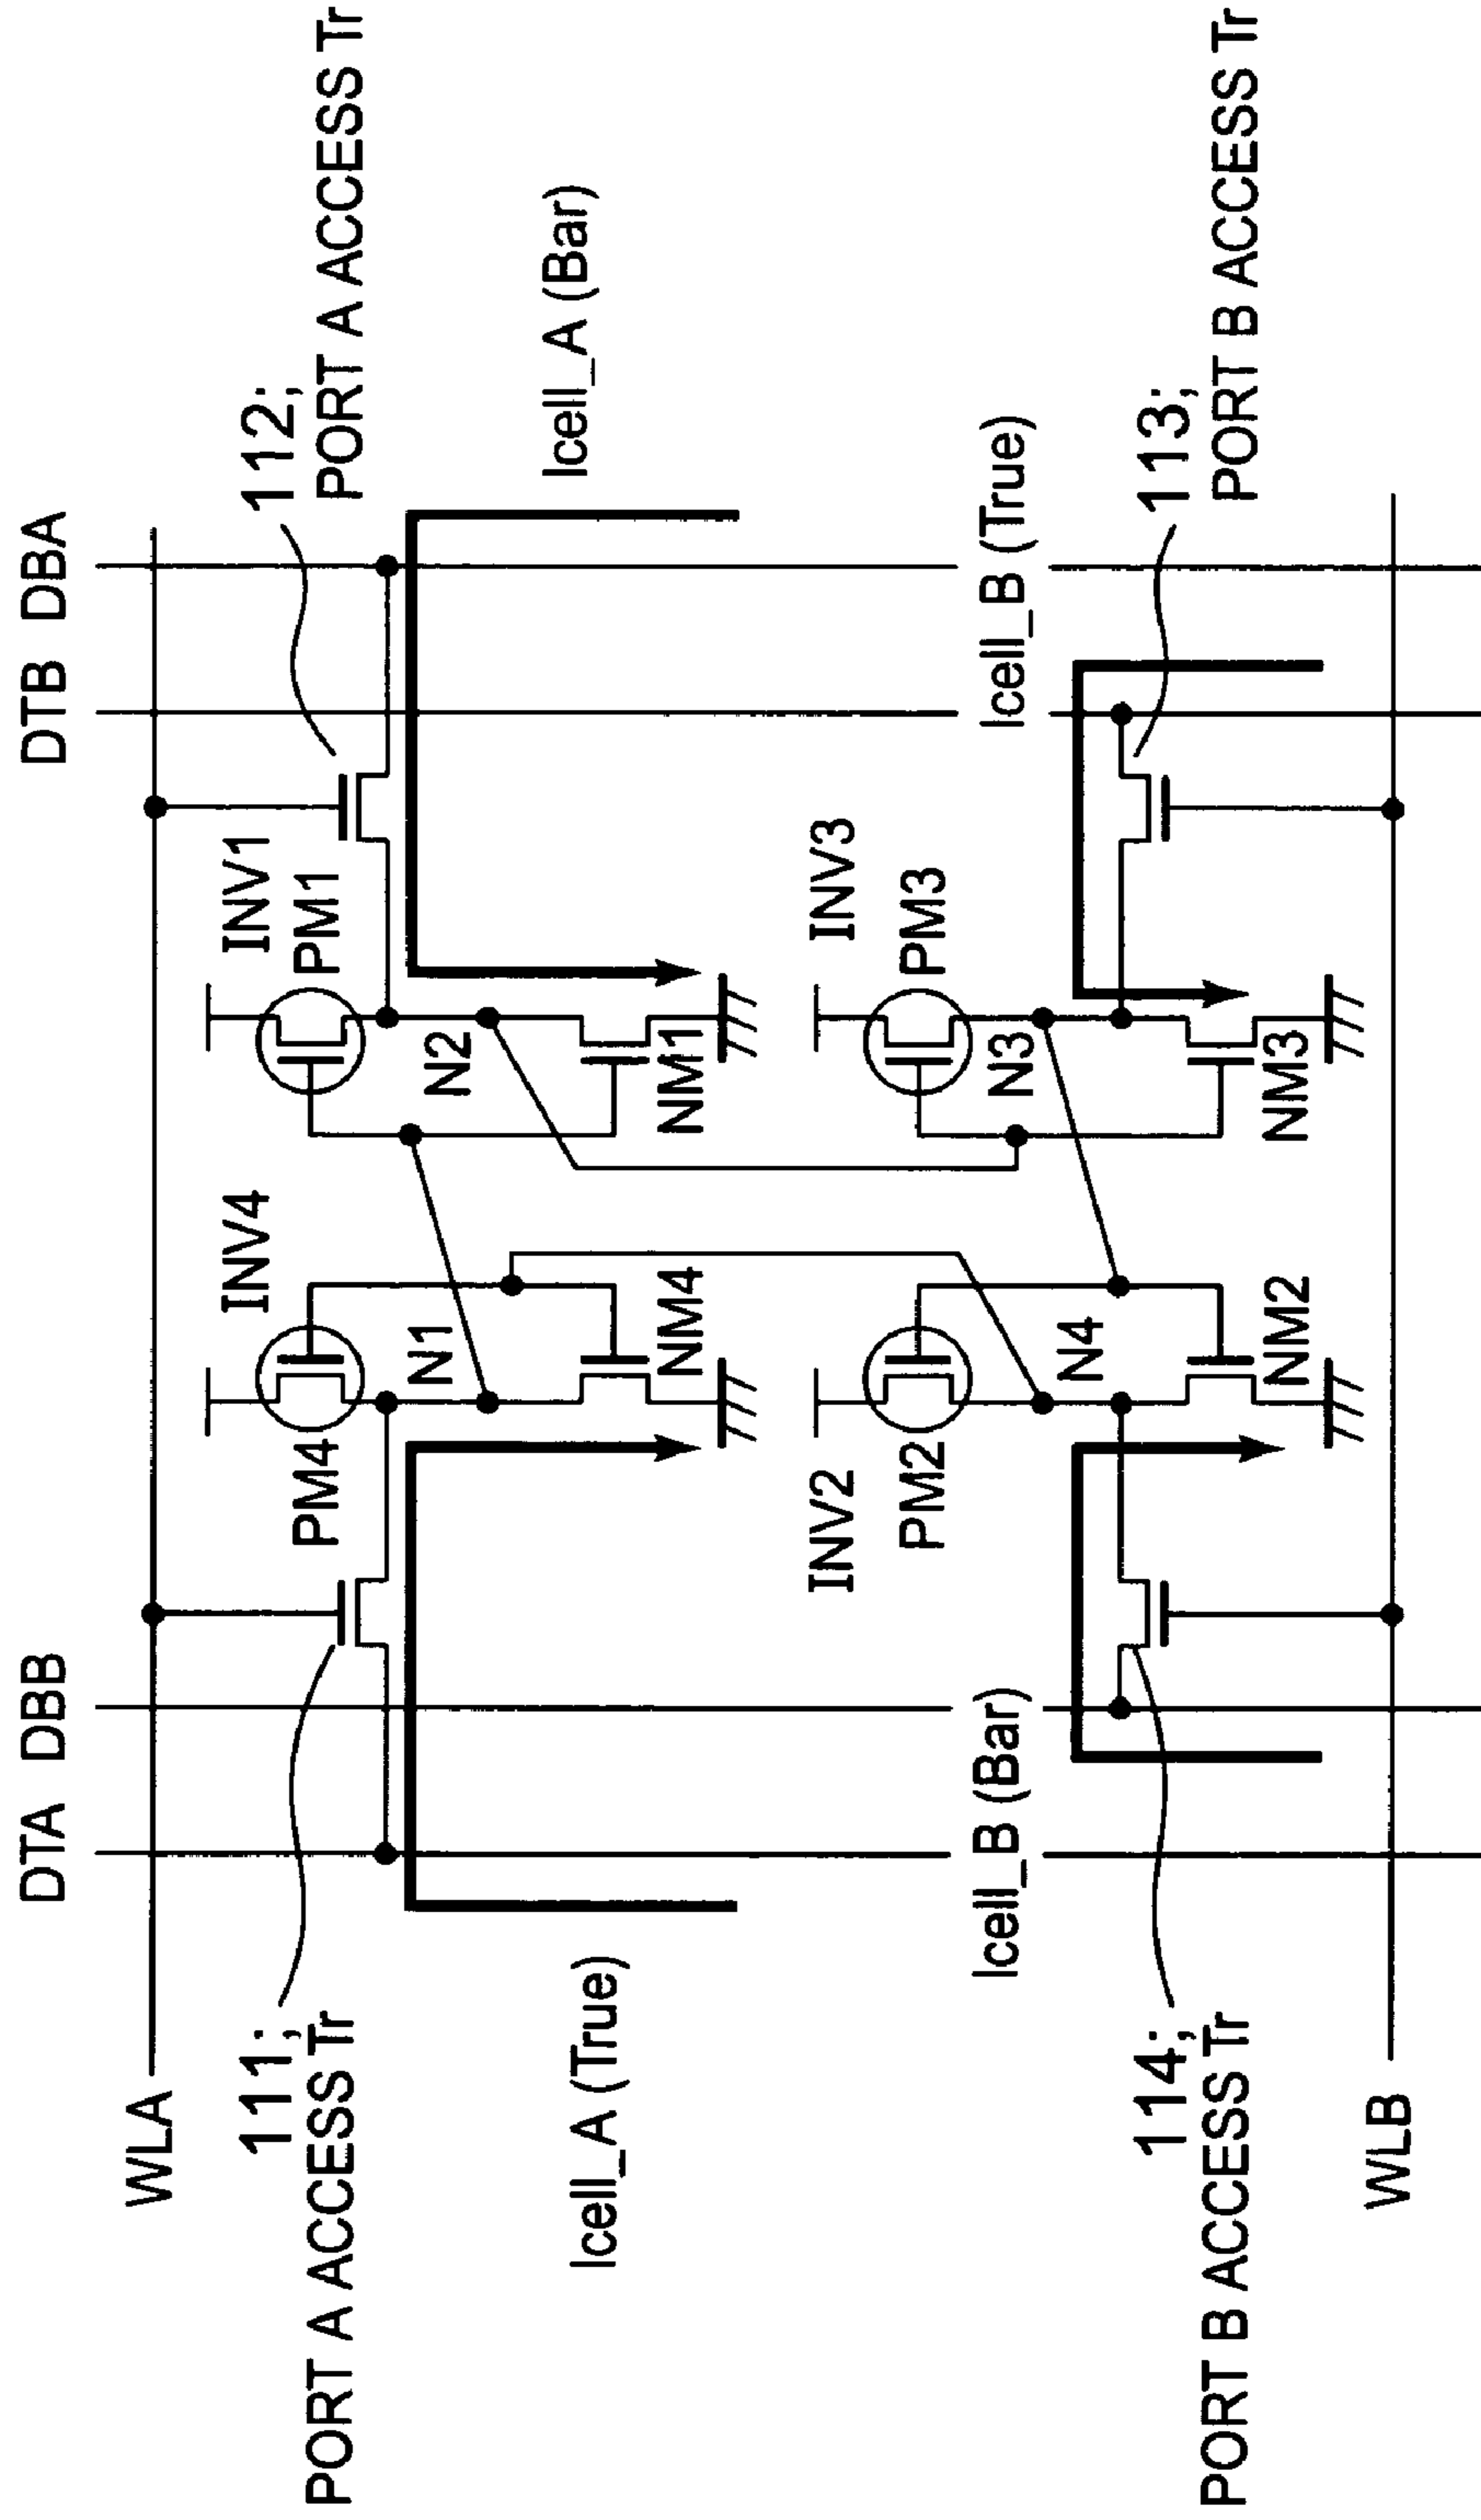 DTA DBB
DTB DBA
WLA
111;
PORT A ACCESS Tr
112;
PORT A ACCESS Tr
INV4
INV1
PM4
PM1
N1
N2
NM4
NM1
Icell_A (True)
Icell_A (Bar)
INV2
INV3
PM2
PM3
N4
N3
NM2
NM3
Icell_B (Bar)
Icell_B (True)
114;
PORT B ACCESS Tr
113;
PORT B ACCESS Tr
WLB